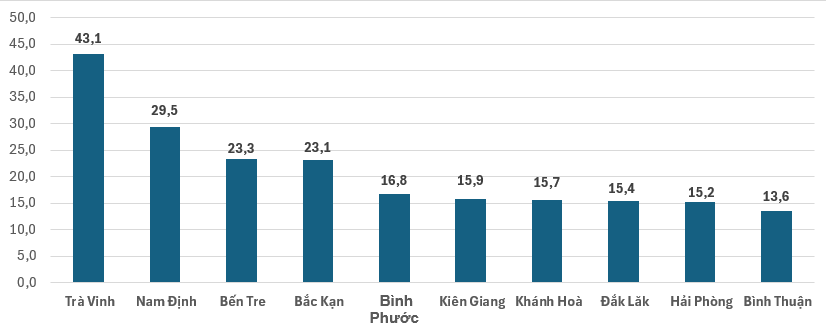 50,0
45,0
40,0
35,0
30,0
25,0
20,0
15,0
10,0
5,0
0,0
43,1
29,5
23,3
23,1
16,8
15,9
15,7
15,4
15,2
13,6
Trà Vinh
Nam Định
Bến Tre
Bắc Kạn
Bình
Phước
Kiên Giang
Khánh Hoà
Đắk Lăk
Hải Phòng
Bình Thuận